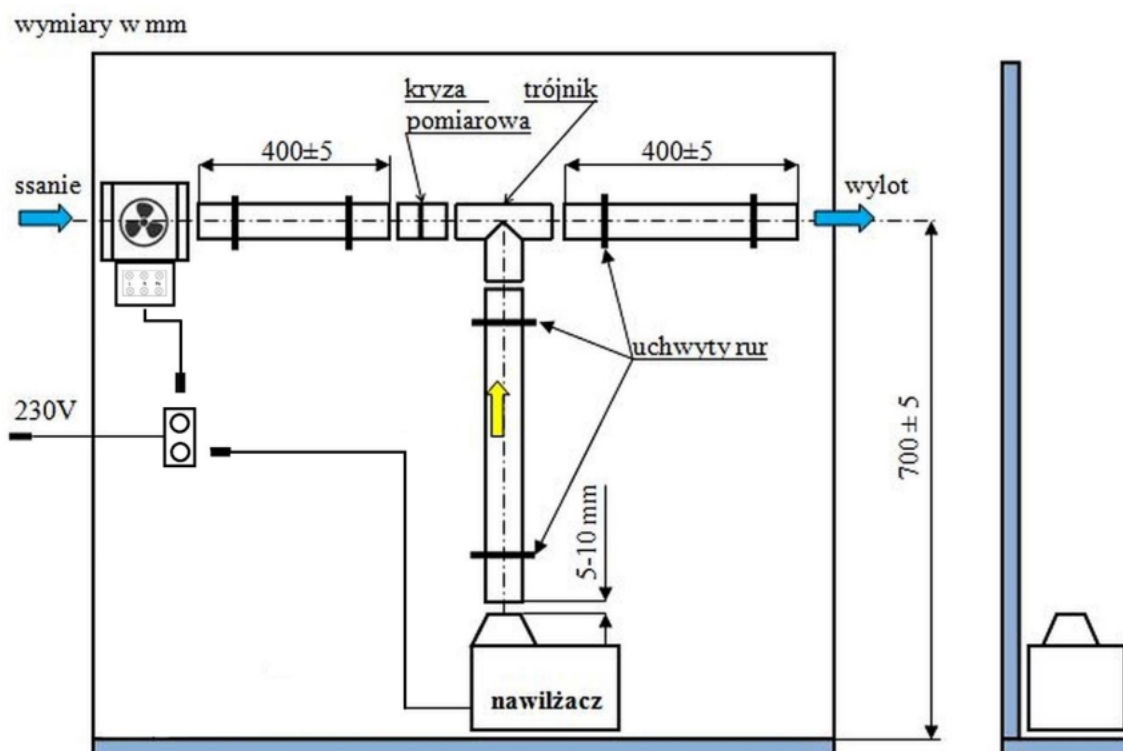 wymiary w mm
kryza
pomiarowa
trójnik
400±5
400±5
ssanie
wylot
uchwyty rur
230V
700 ± 5
5-10 mm
nawilżacz